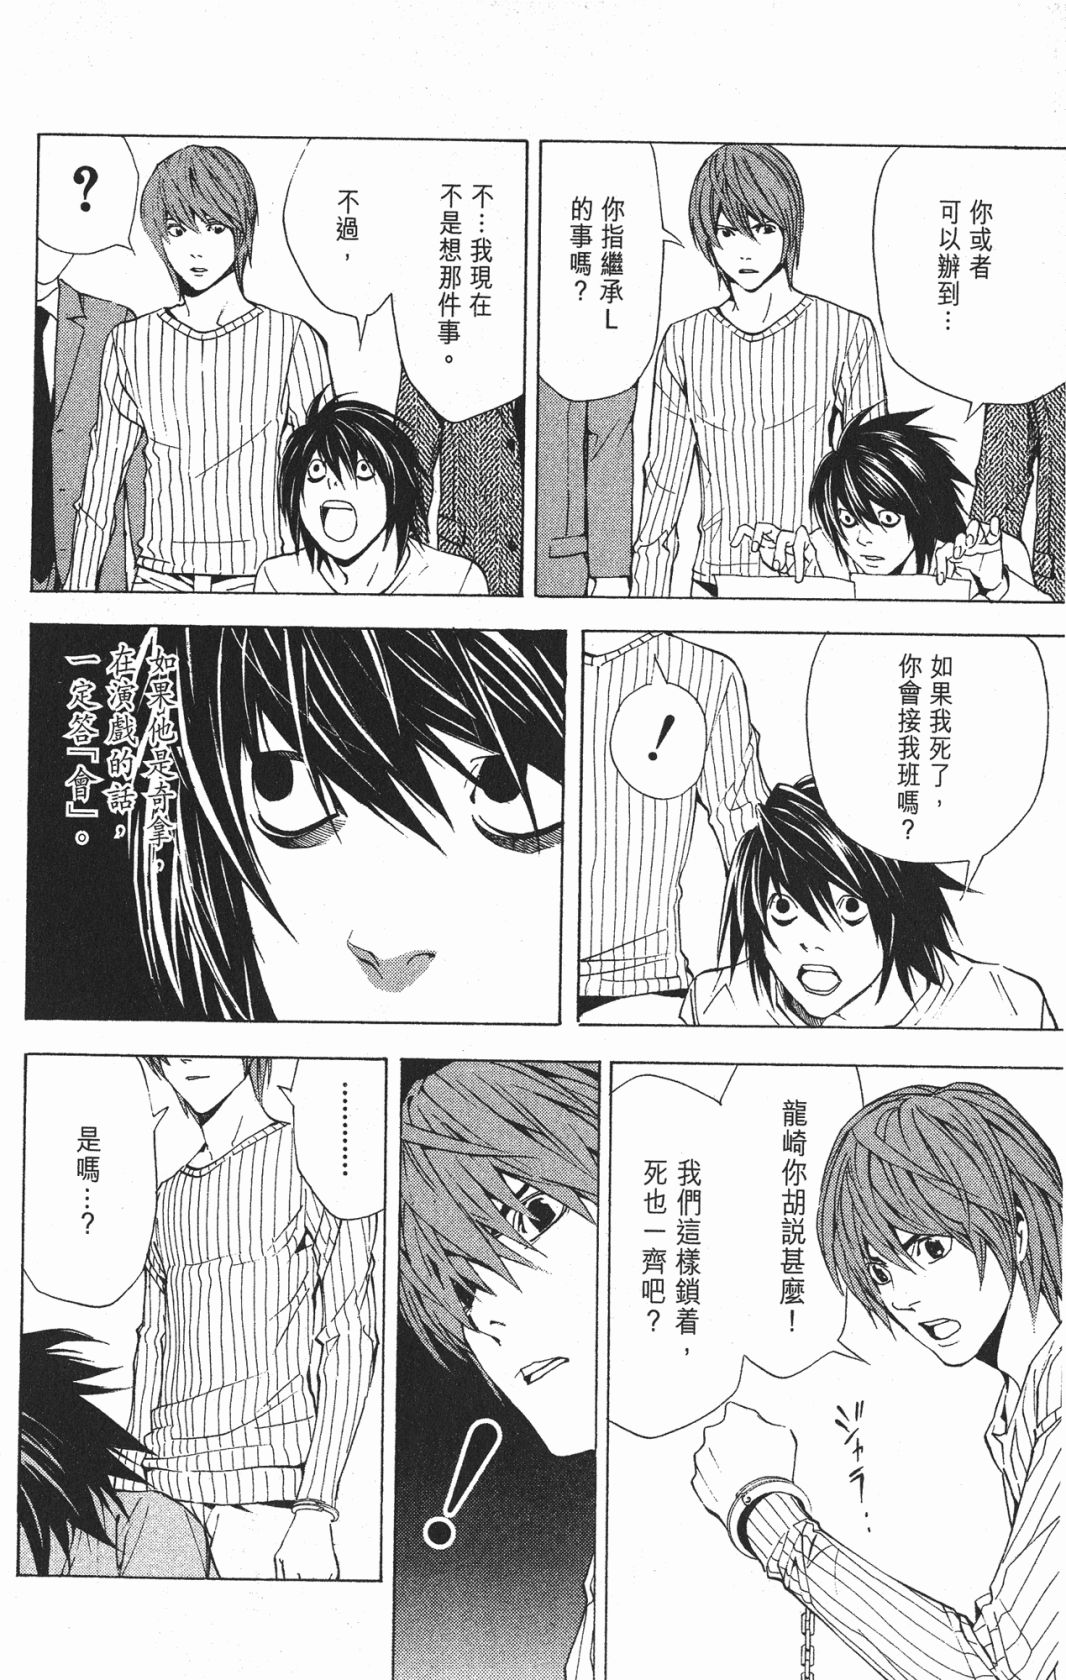 你或者
可以辦到…
你指繼承L
的事嗎?
不…我現在
不是想那件事。
不過,
?
如果我死了,
你會接我班嗎?
!
如果他是奇拿,
在演戲的話,
一定答『會』。
龍崎你胡説甚麼!
我們這樣鎖着,
死也一齊吧?
ジャラ…
!
…………
是嗎…?